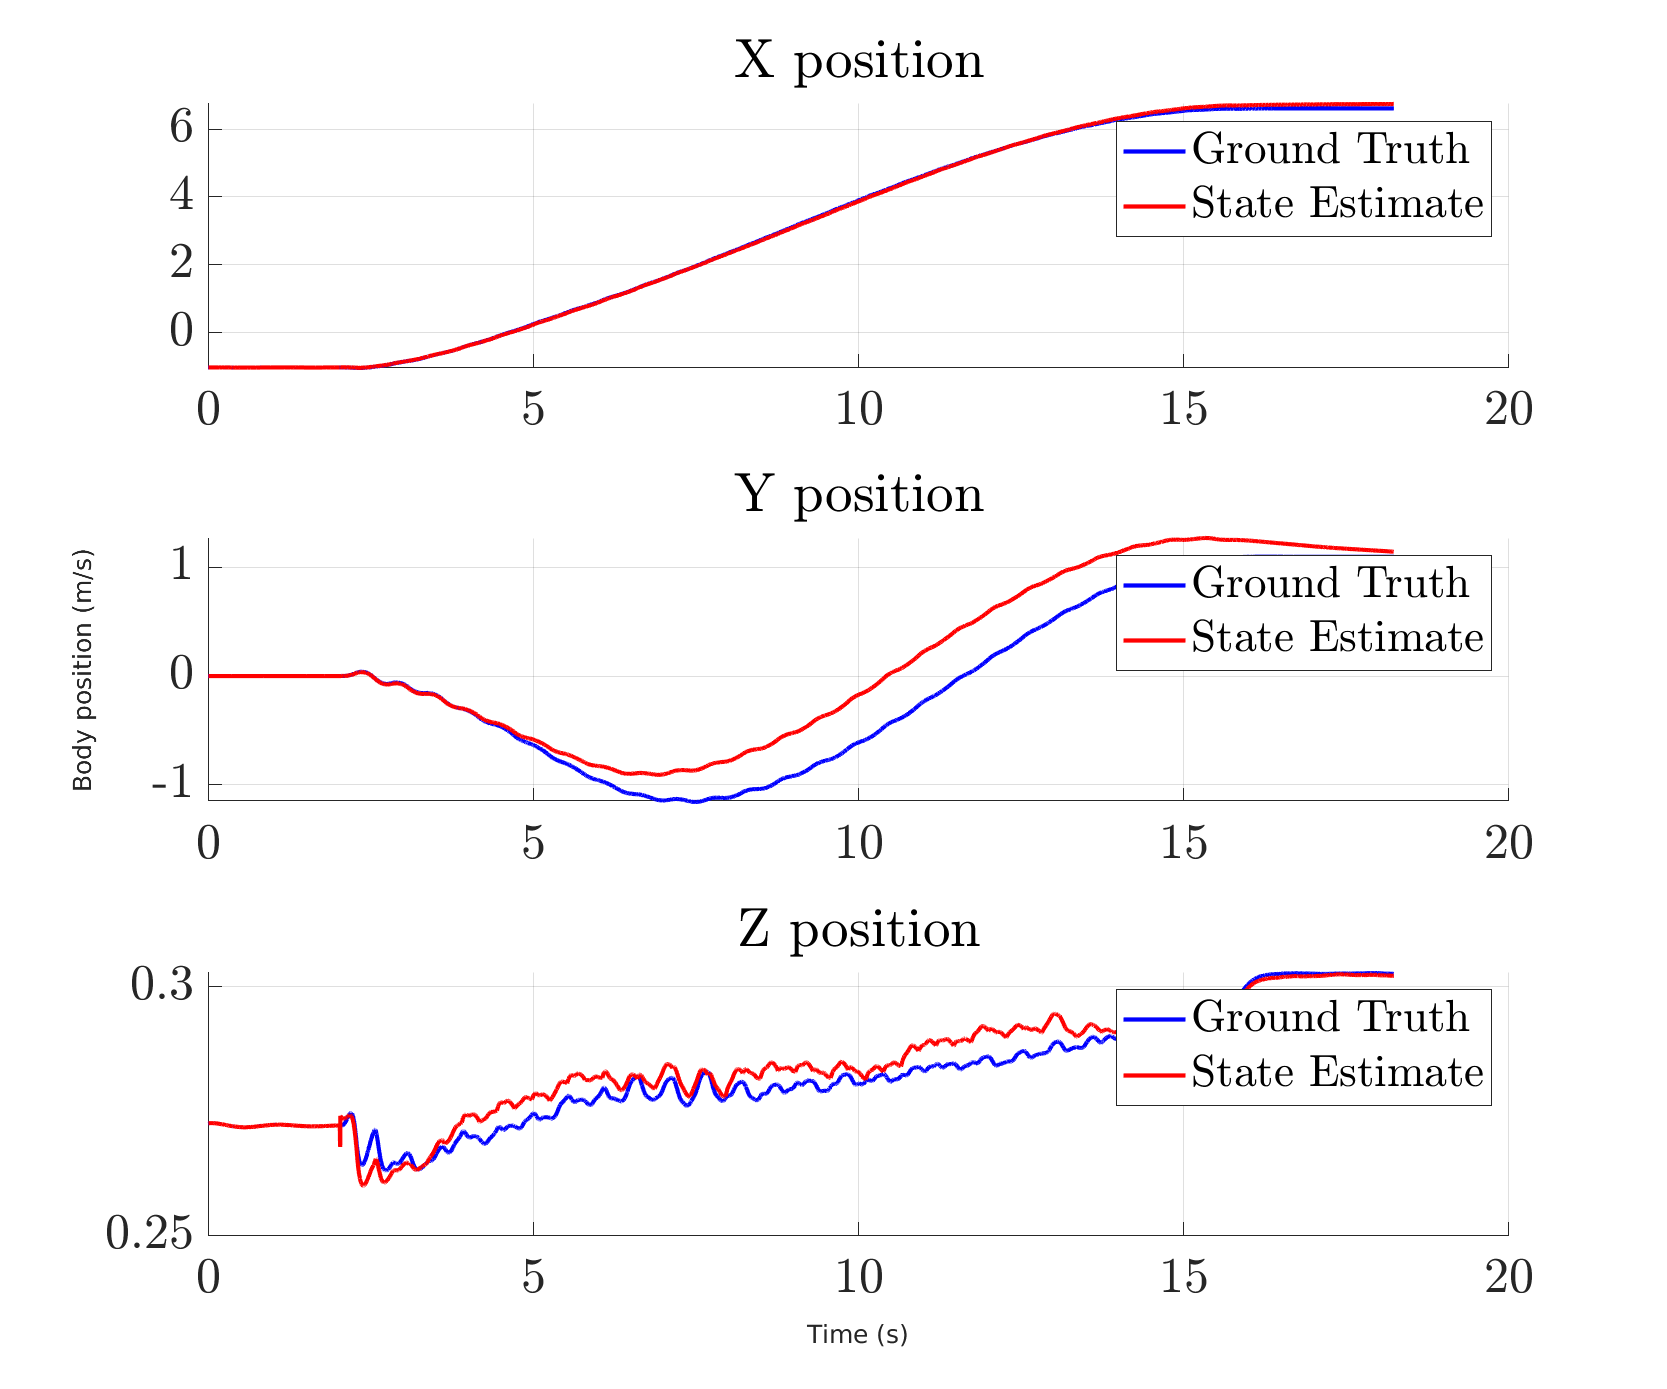 X position
6
4
2
0
0 5 10 15 20
Ground Truth
State Estimate
Y position
Body position (m/s)
1
0
-1
0 5 10 15 20
Ground Truth
State Estimate
Z position
0.3
0.25
0 5 10 15 20
Ground Truth
State Estimate
Time (s)